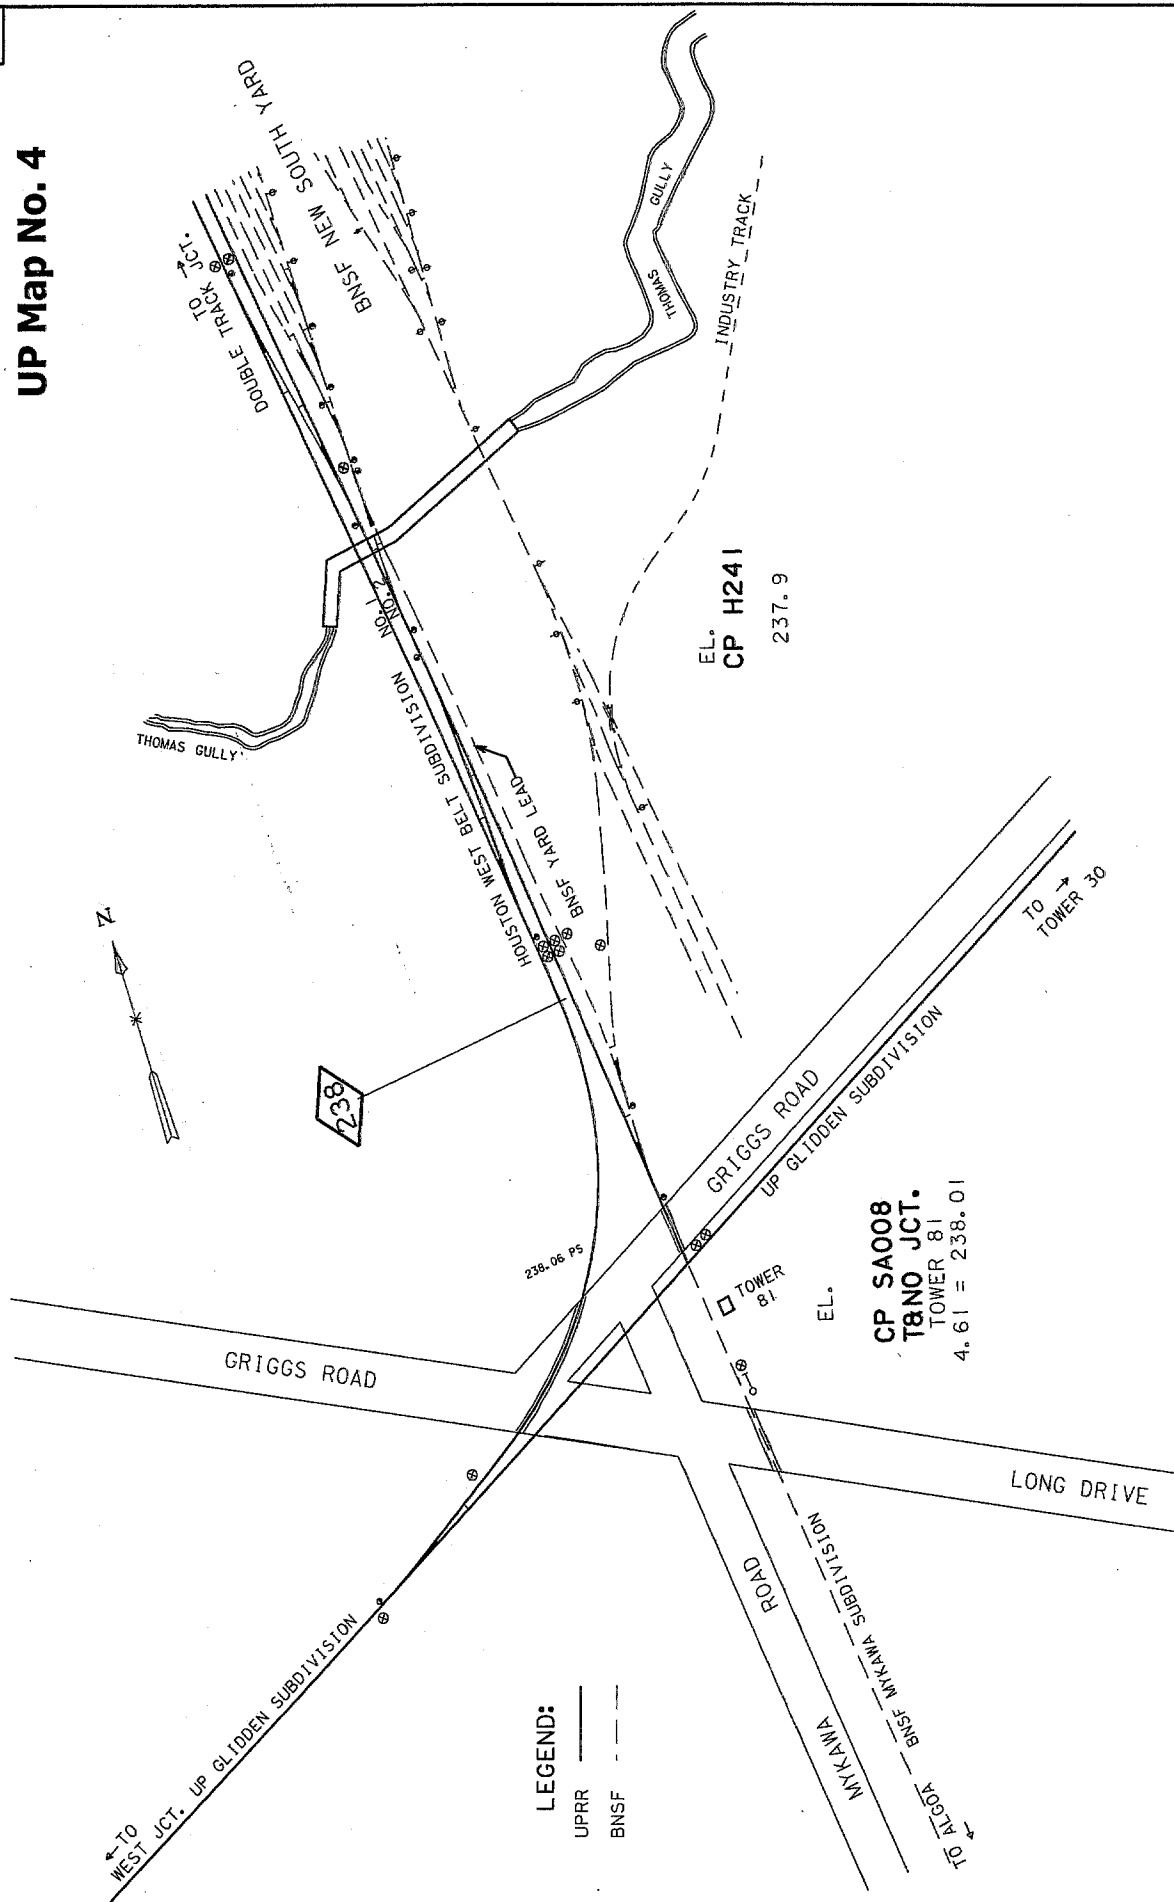 UP Map No. 4
BNSF NEW SOUTH YARD
TO
DOUBLE TRACK JCT.
THOMAS GULLY
INDUSTRY TRACK
THOMAS GULLY
NO. 1
NO. 2
HOUSTON WEST BELT SUBDIVISION
BNSF YARD LEAD
EL.
CP H241
237.9
N
238
TO
TOWER 30
GRIGGS ROAD
UP GLIDDEN SUBDIVISION
238.06 PS
TOWER
81
EL.
CP SA008
T&NO JCT.
TOWER 81
4.61 = 238.01
GRIGGS ROAD
LONG DRIVE
MYKAWA ROAD
BNSF MYKAWA SUBDIVISION
TO ALGOA
TO
WEST JCT.
UP GLIDDEN SUBDIVISION
LEGEND:
UPRR
BNSF